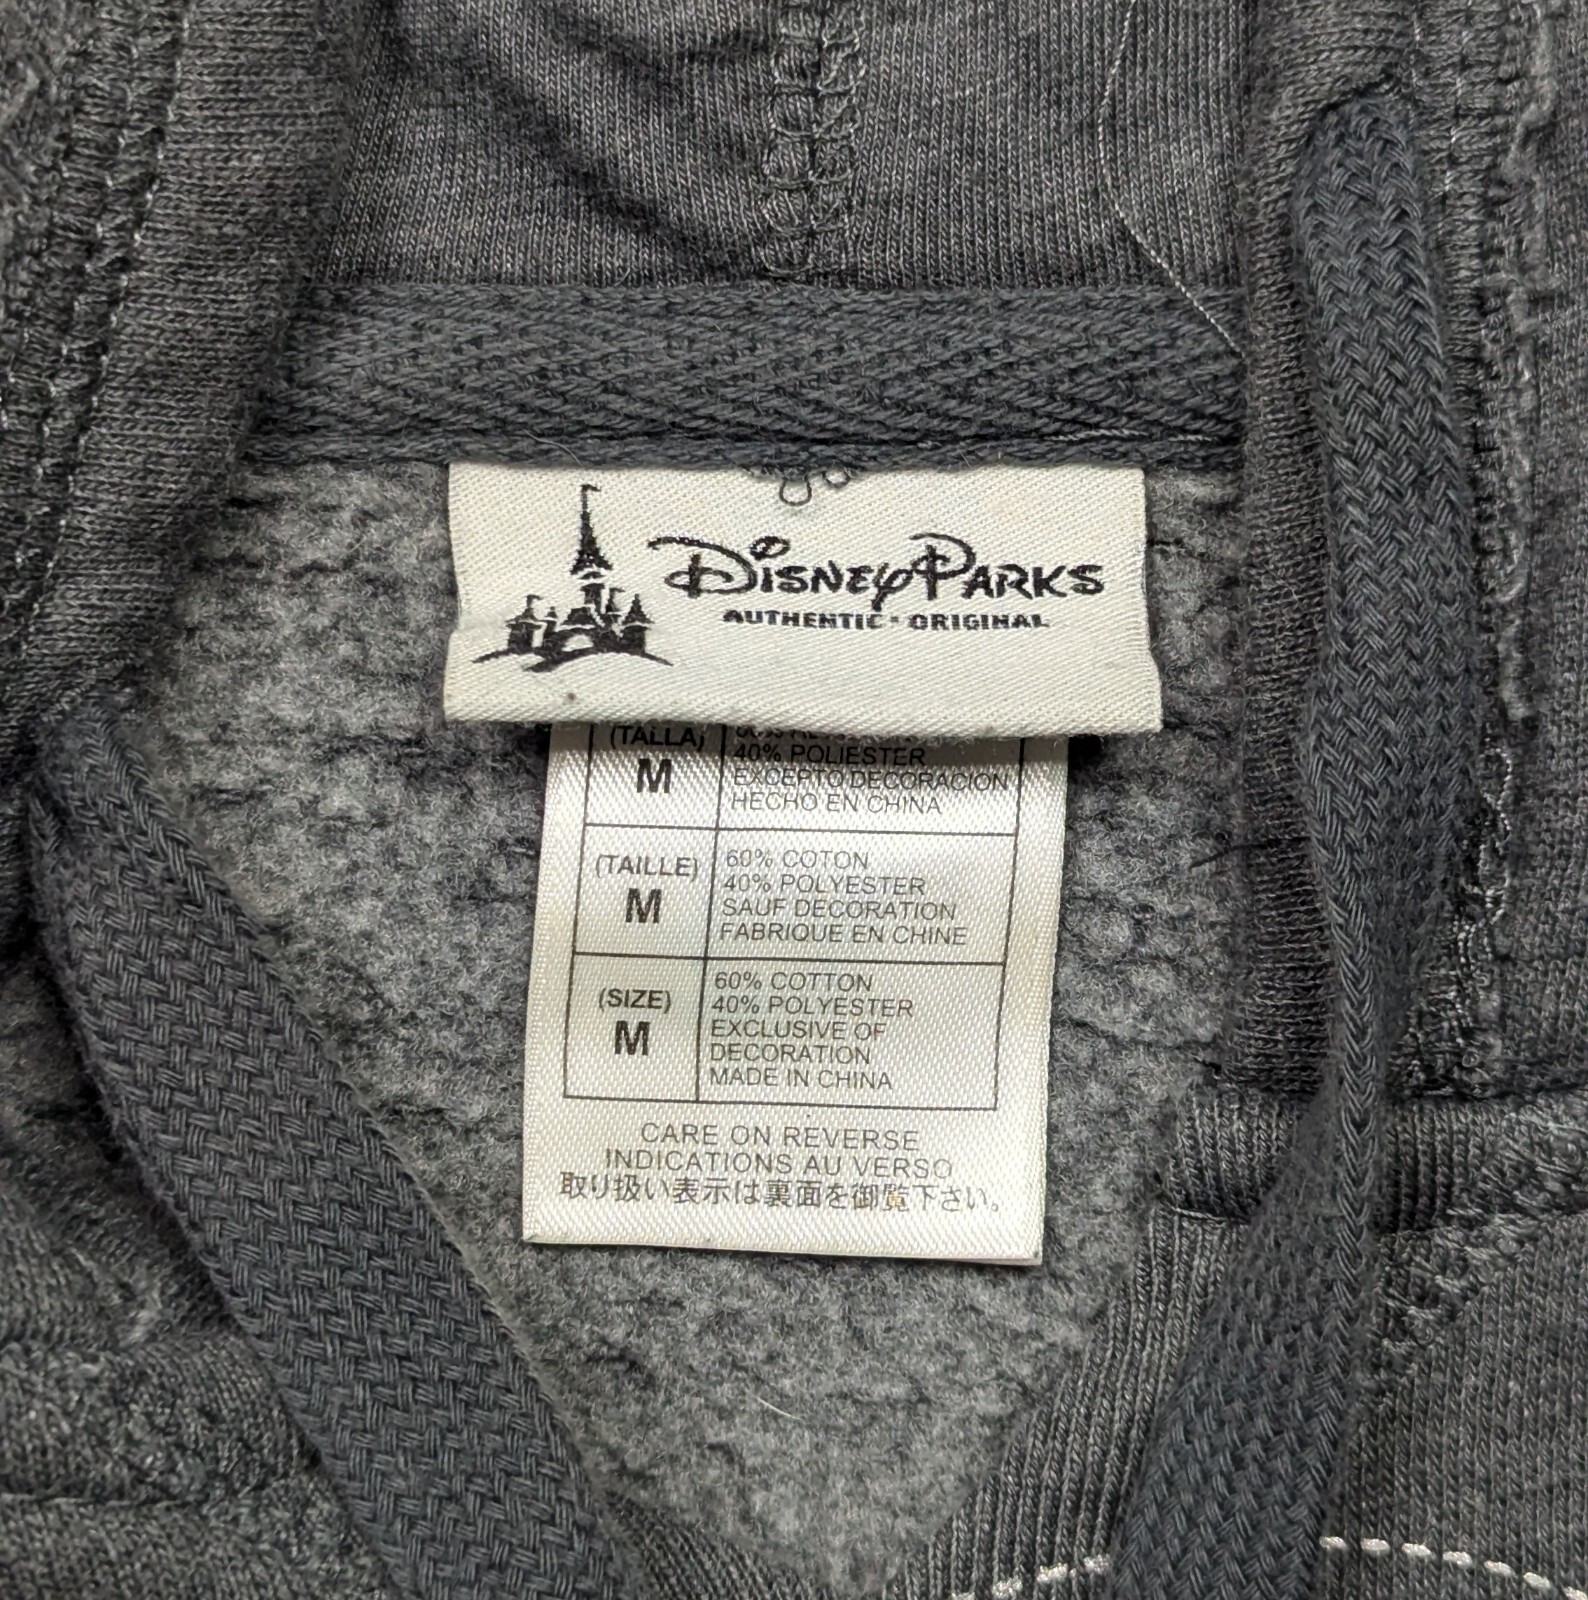 DISNEY PARKS
AUTHENTIC · ORIGINAL
(TALLA)
M
40% POLIESTER
EXCEPTO DECORACION
HECHO EN CHINA
(TAILLE)
M
60% COTON
40% POLYESTER
SAUF DECORATION
FABRIQUE EN CHINE
(SIZE)
M
60% COTTON
40% POLYESTER
EXCLUSIVE OF
DECORATION
MADE IN CHINA
CARE ON REVERSE
INDICATIONS AU VERSO
取り扱い表示は裏面を御覧下さい。